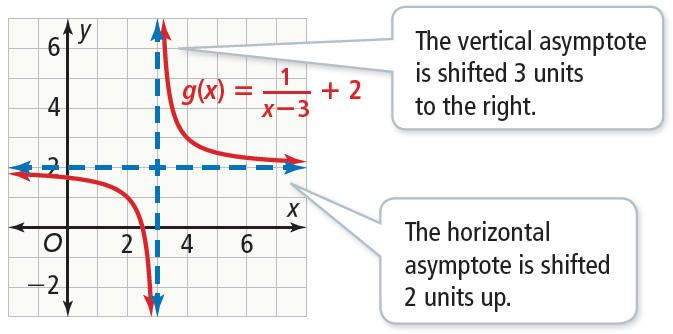 y
6
4
2
O
2
4
6
x
−2
g(x) = 1/(x−3) + 2
The vertical asymptote
is shifted 3 units
to the right.
The horizontal
asymptote is shifted
2 units up.